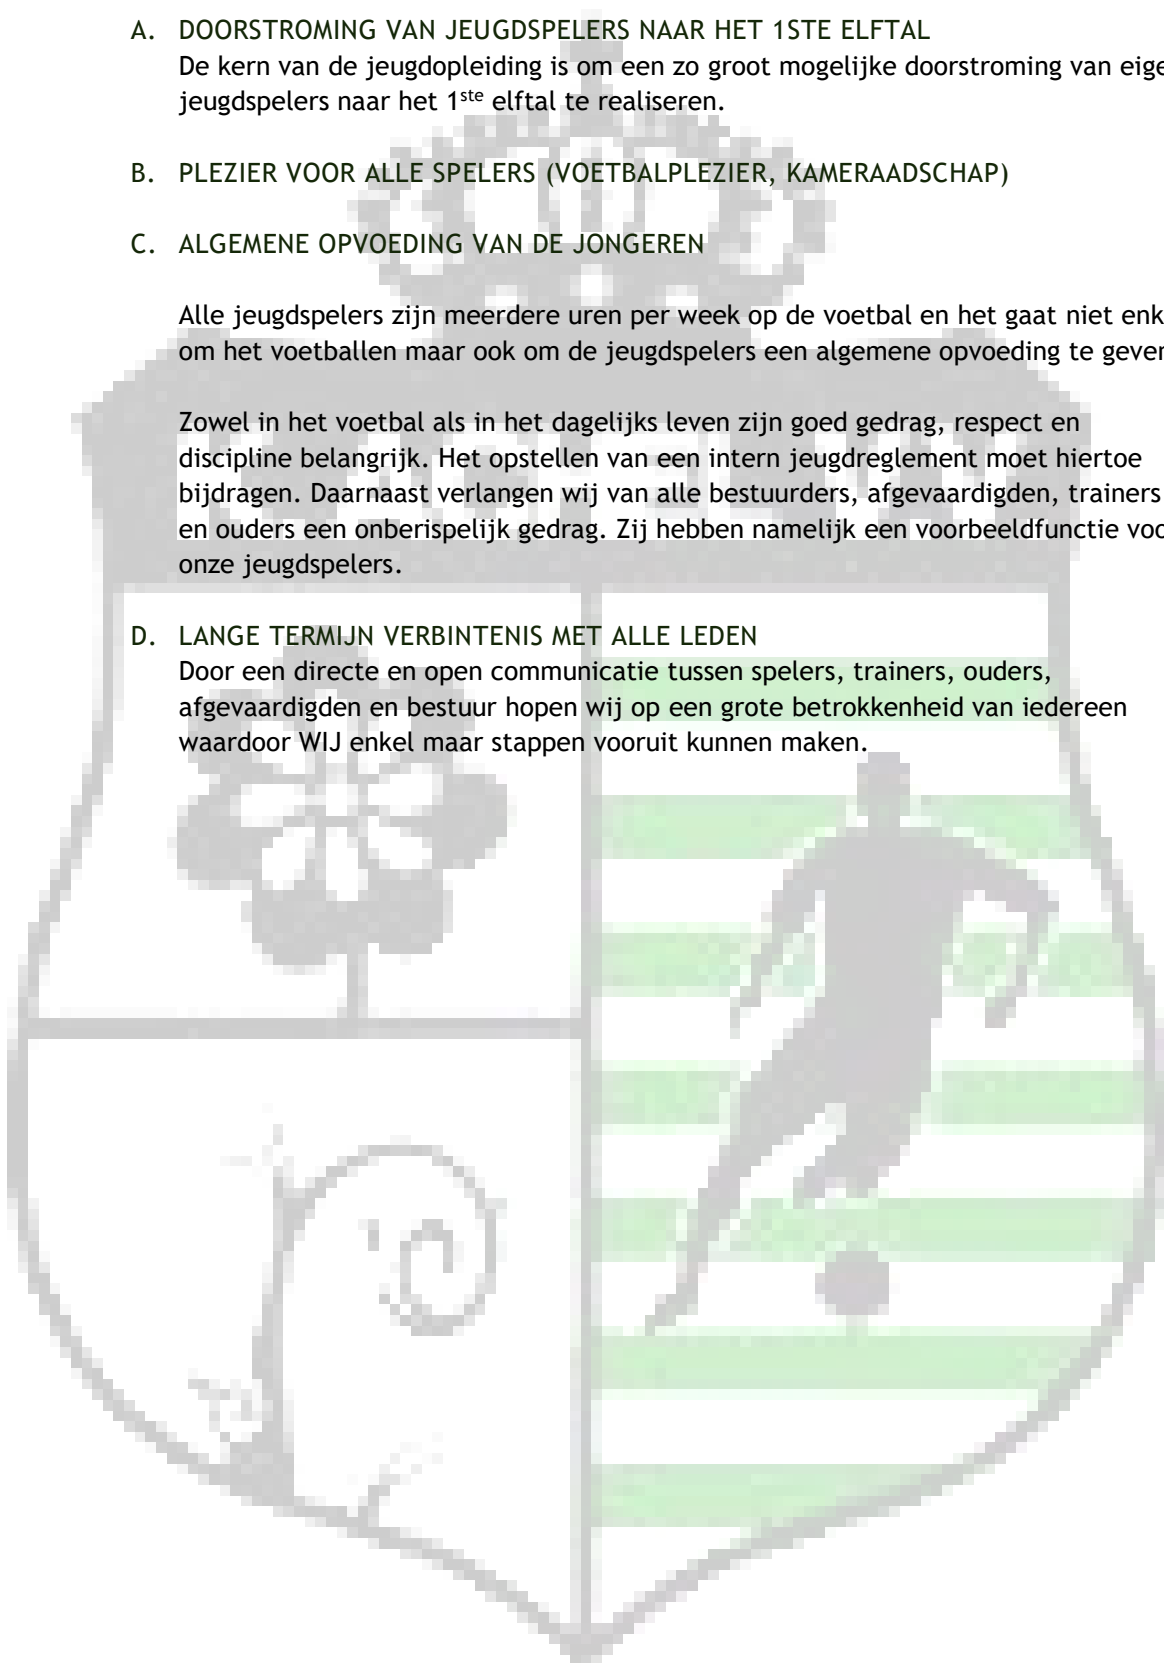 A. DOORSTROMING VAN JEUGDSPELERS NAAR HET 1STE ELFTAL
De kern van de jeugdopleiding is om een zo groot mogelijke doorstroming van eige
jeugdspelers naar het 1ste elftal te realiseren.
B. PLEZIER VOOR ALLE SPELERS (VOETBALPLEZIER, KAMERAADSCHAP)
C. ALGEMENE OPVOEDING VAN DE JONGEREN
Alle jeugdspelers zijn meerdere uren per week op de voetbal en het gaat niet enk
om het voetballen maar ook om de jeugdspelers een algemene opvoeding te geven
Zowel in het voetbal als in het dagelijks leven zijn goed gedrag, respect en
discipline belangrijk. Het opstellen van een intern jeugdreglement moet hiertoe
bijdragen. Daarnaast verlangen wij van alle bestuurders, afgevaardigden, trainers
en ouders een onberispelijk gedrag. Zij hebben namelijk een voorbeeldfunctie voo
onze jeugdspelers.
D. LANGE TERMIJN VERBINTENIS MET ALLE LEDEN
Door een directe en open communicatie tussen spelers, trainers, ouders,
afgevaardigden en bestuur hopen wij op een grote betrokkenheid van iedereen
waardoor WIJ enkel maar stappen vooruit kunnen maken.